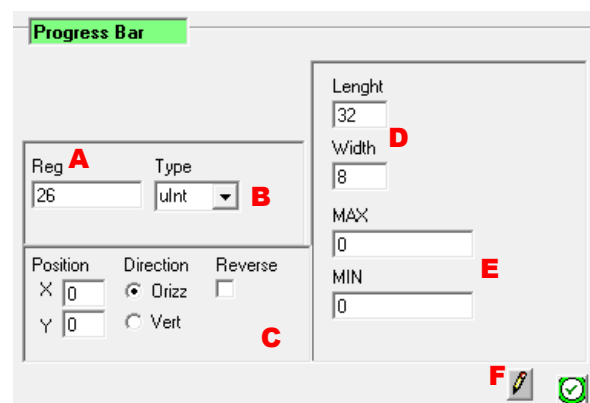 Progress Bar
Lenght
32
Width D
8
Reg A Type
26 uInt B
MAX
0
MIN E
0
Position Direction Reverse
X 0 Orizz
Y 0 Vert
C
F